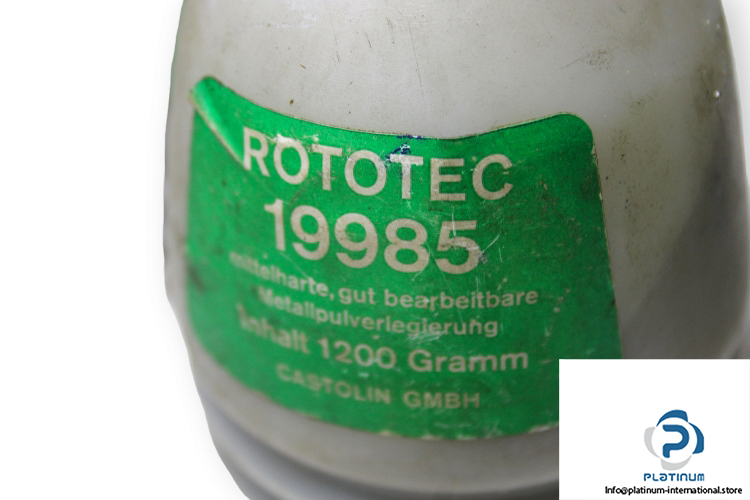 ROTOTEC
19985
mittelharte, gut bearbeitbare
Metallpulverlegierung
Inhalt 1200 Gramm
CASTOLIN GMBH
PLATINUM
Info@platinum-international.store